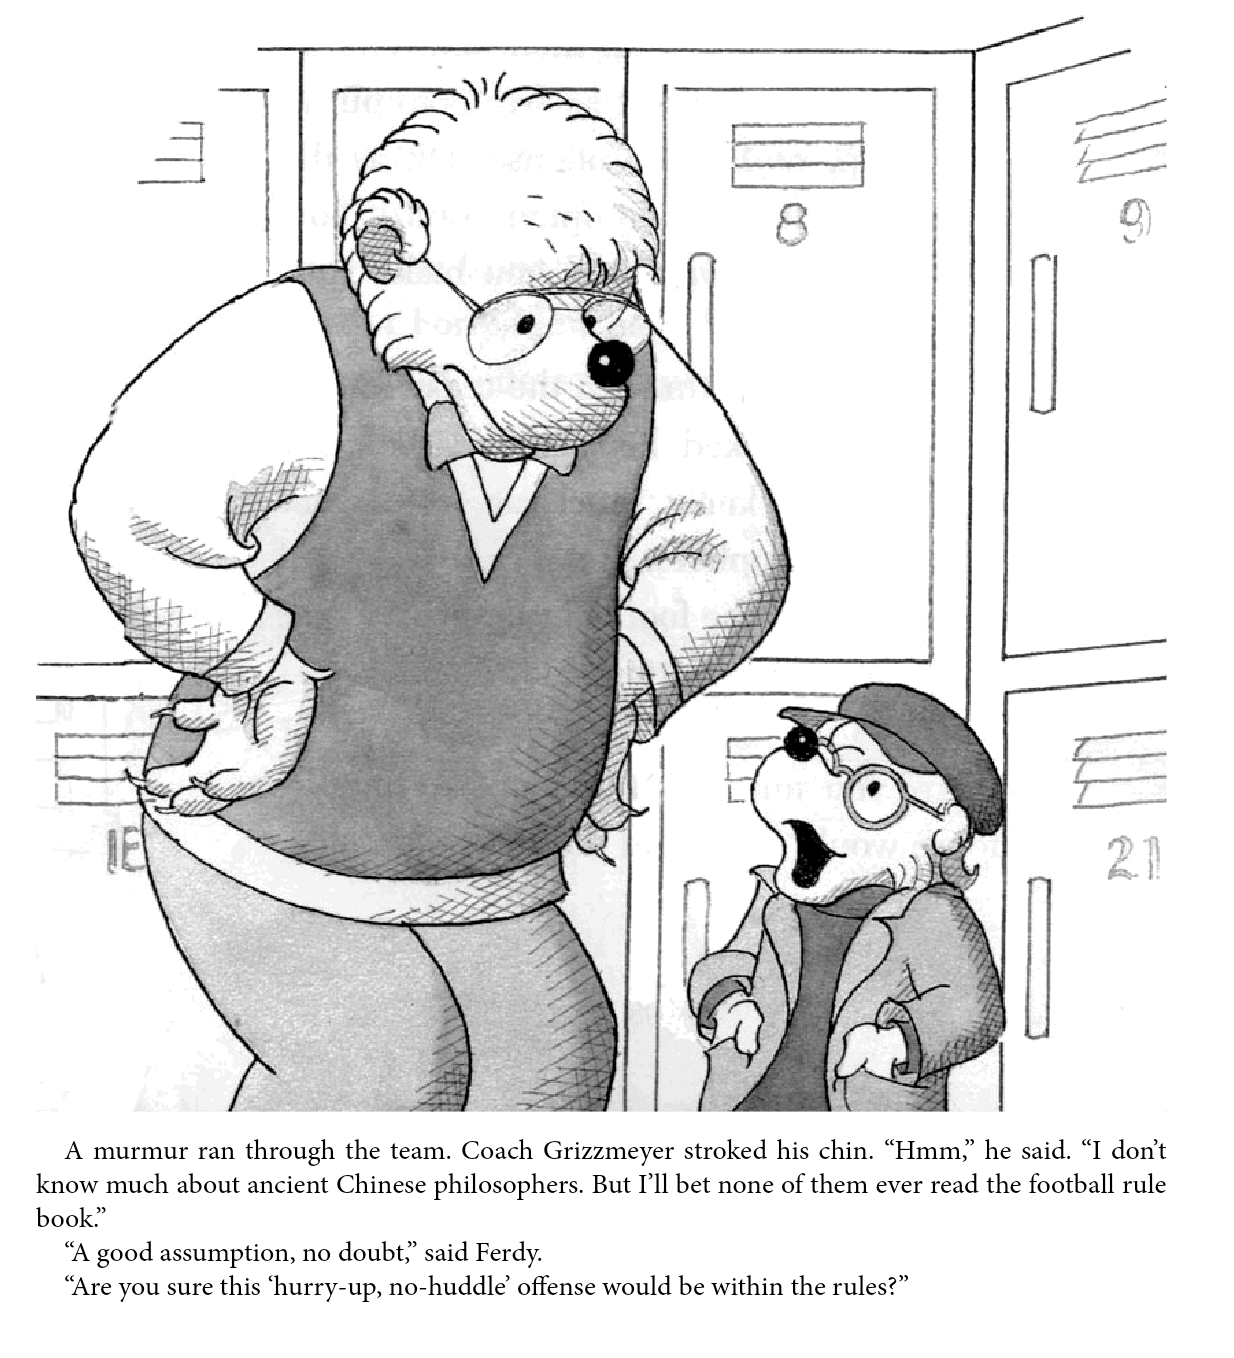 8
9
18
21
A murmur ran through the team. Coach Grizzmeyer stroked his chin. “Hmm,” he said. “I don’t
know much about ancient Chinese philosophers. But I’ll bet none of them ever read the football rule
book.”
“A good assumption, no doubt,” said Ferdy.
“Are you sure this ‘hurry-up, no-huddle’ offense would be within the rules?”